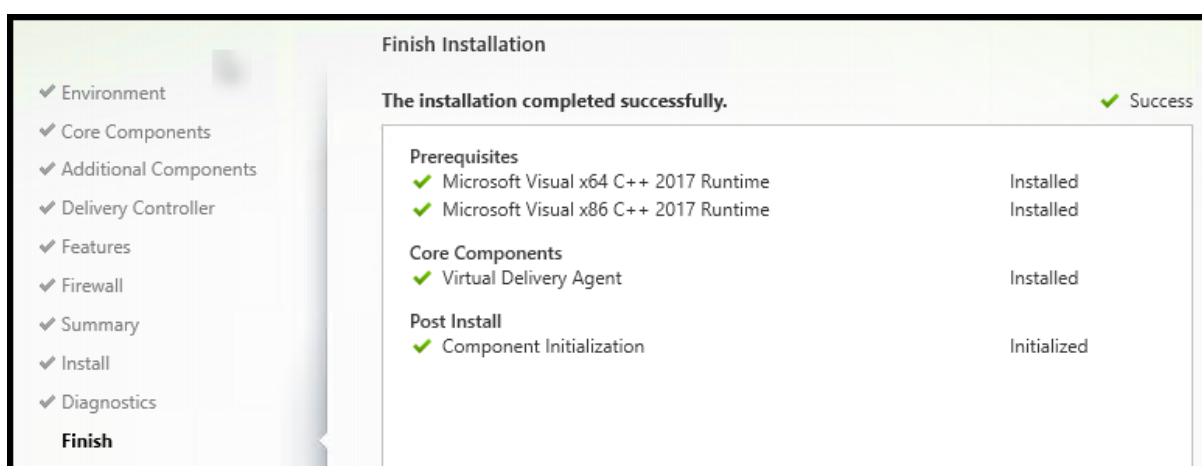 Finish Installation
Environment
Core Components
Additional Components
Delivery Controller
Features
Firewall
Summary
Install
Diagnostics
Finish
The installation completed successfully. Success
Prerequisites
Microsoft Visual x64 C++ 2017 Runtime Installed
Microsoft Visual x86 C++ 2017 Runtime Installed
Core Components
Virtual Delivery Agent Installed
Post Install
Component Initialization Initialized